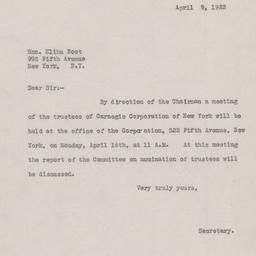 April 9, 1923
Hon. Elihu Root
998 Fifth Avenue
New York, N.Y.
Dear Sir:-
By direction of the Chairman a meeting
of the trustees of Carnegie Corporation of New York will
be held at the office of the Corporation, 522 Fifth Avenue, New
York, on Monday, April 16th, at 11 A.M. At this meeting
the report of the Committee on nomination of trustees will
be discussed.
Very truly yours,
Secretary.